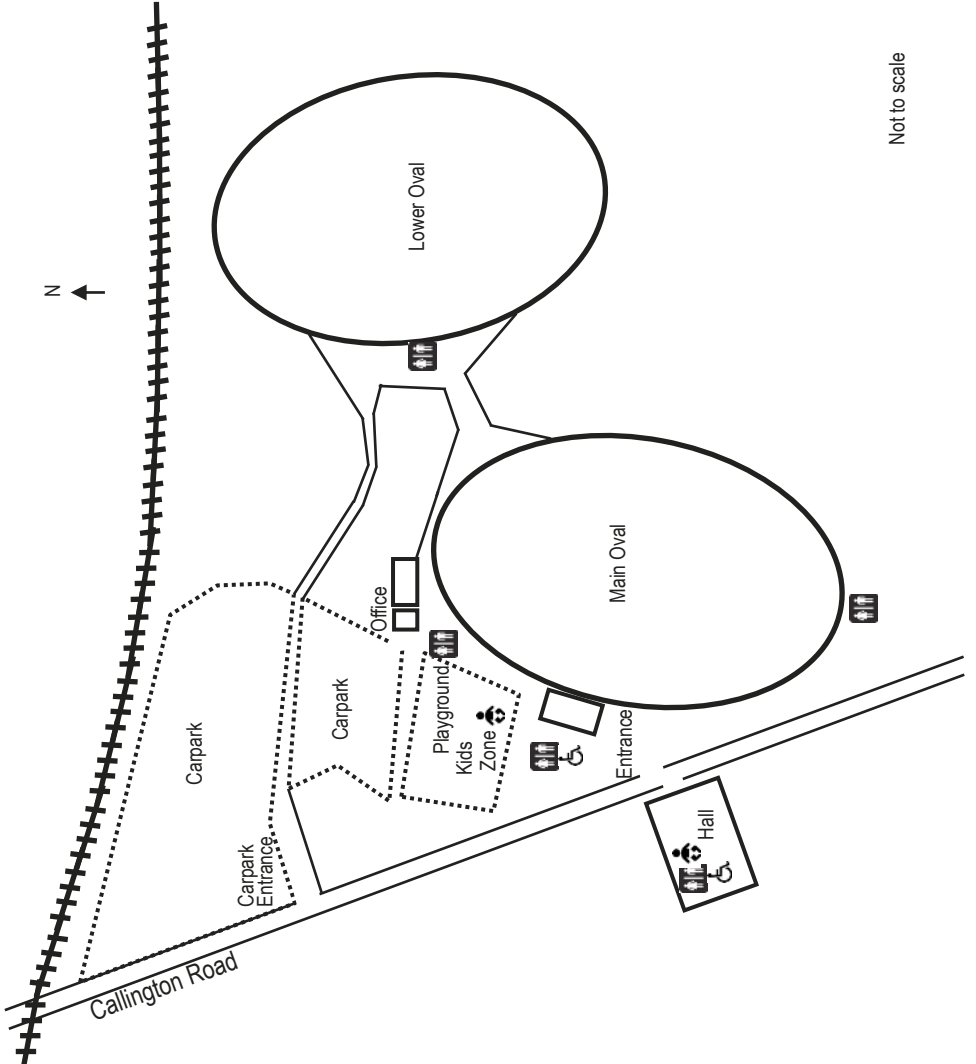 N
Not to scale
Lower Oval
Main Oval
Office
Carpark
Carpark
Playground
Kids
Zone
Entrance
Carpark
Entrance
Hall
Callington Road